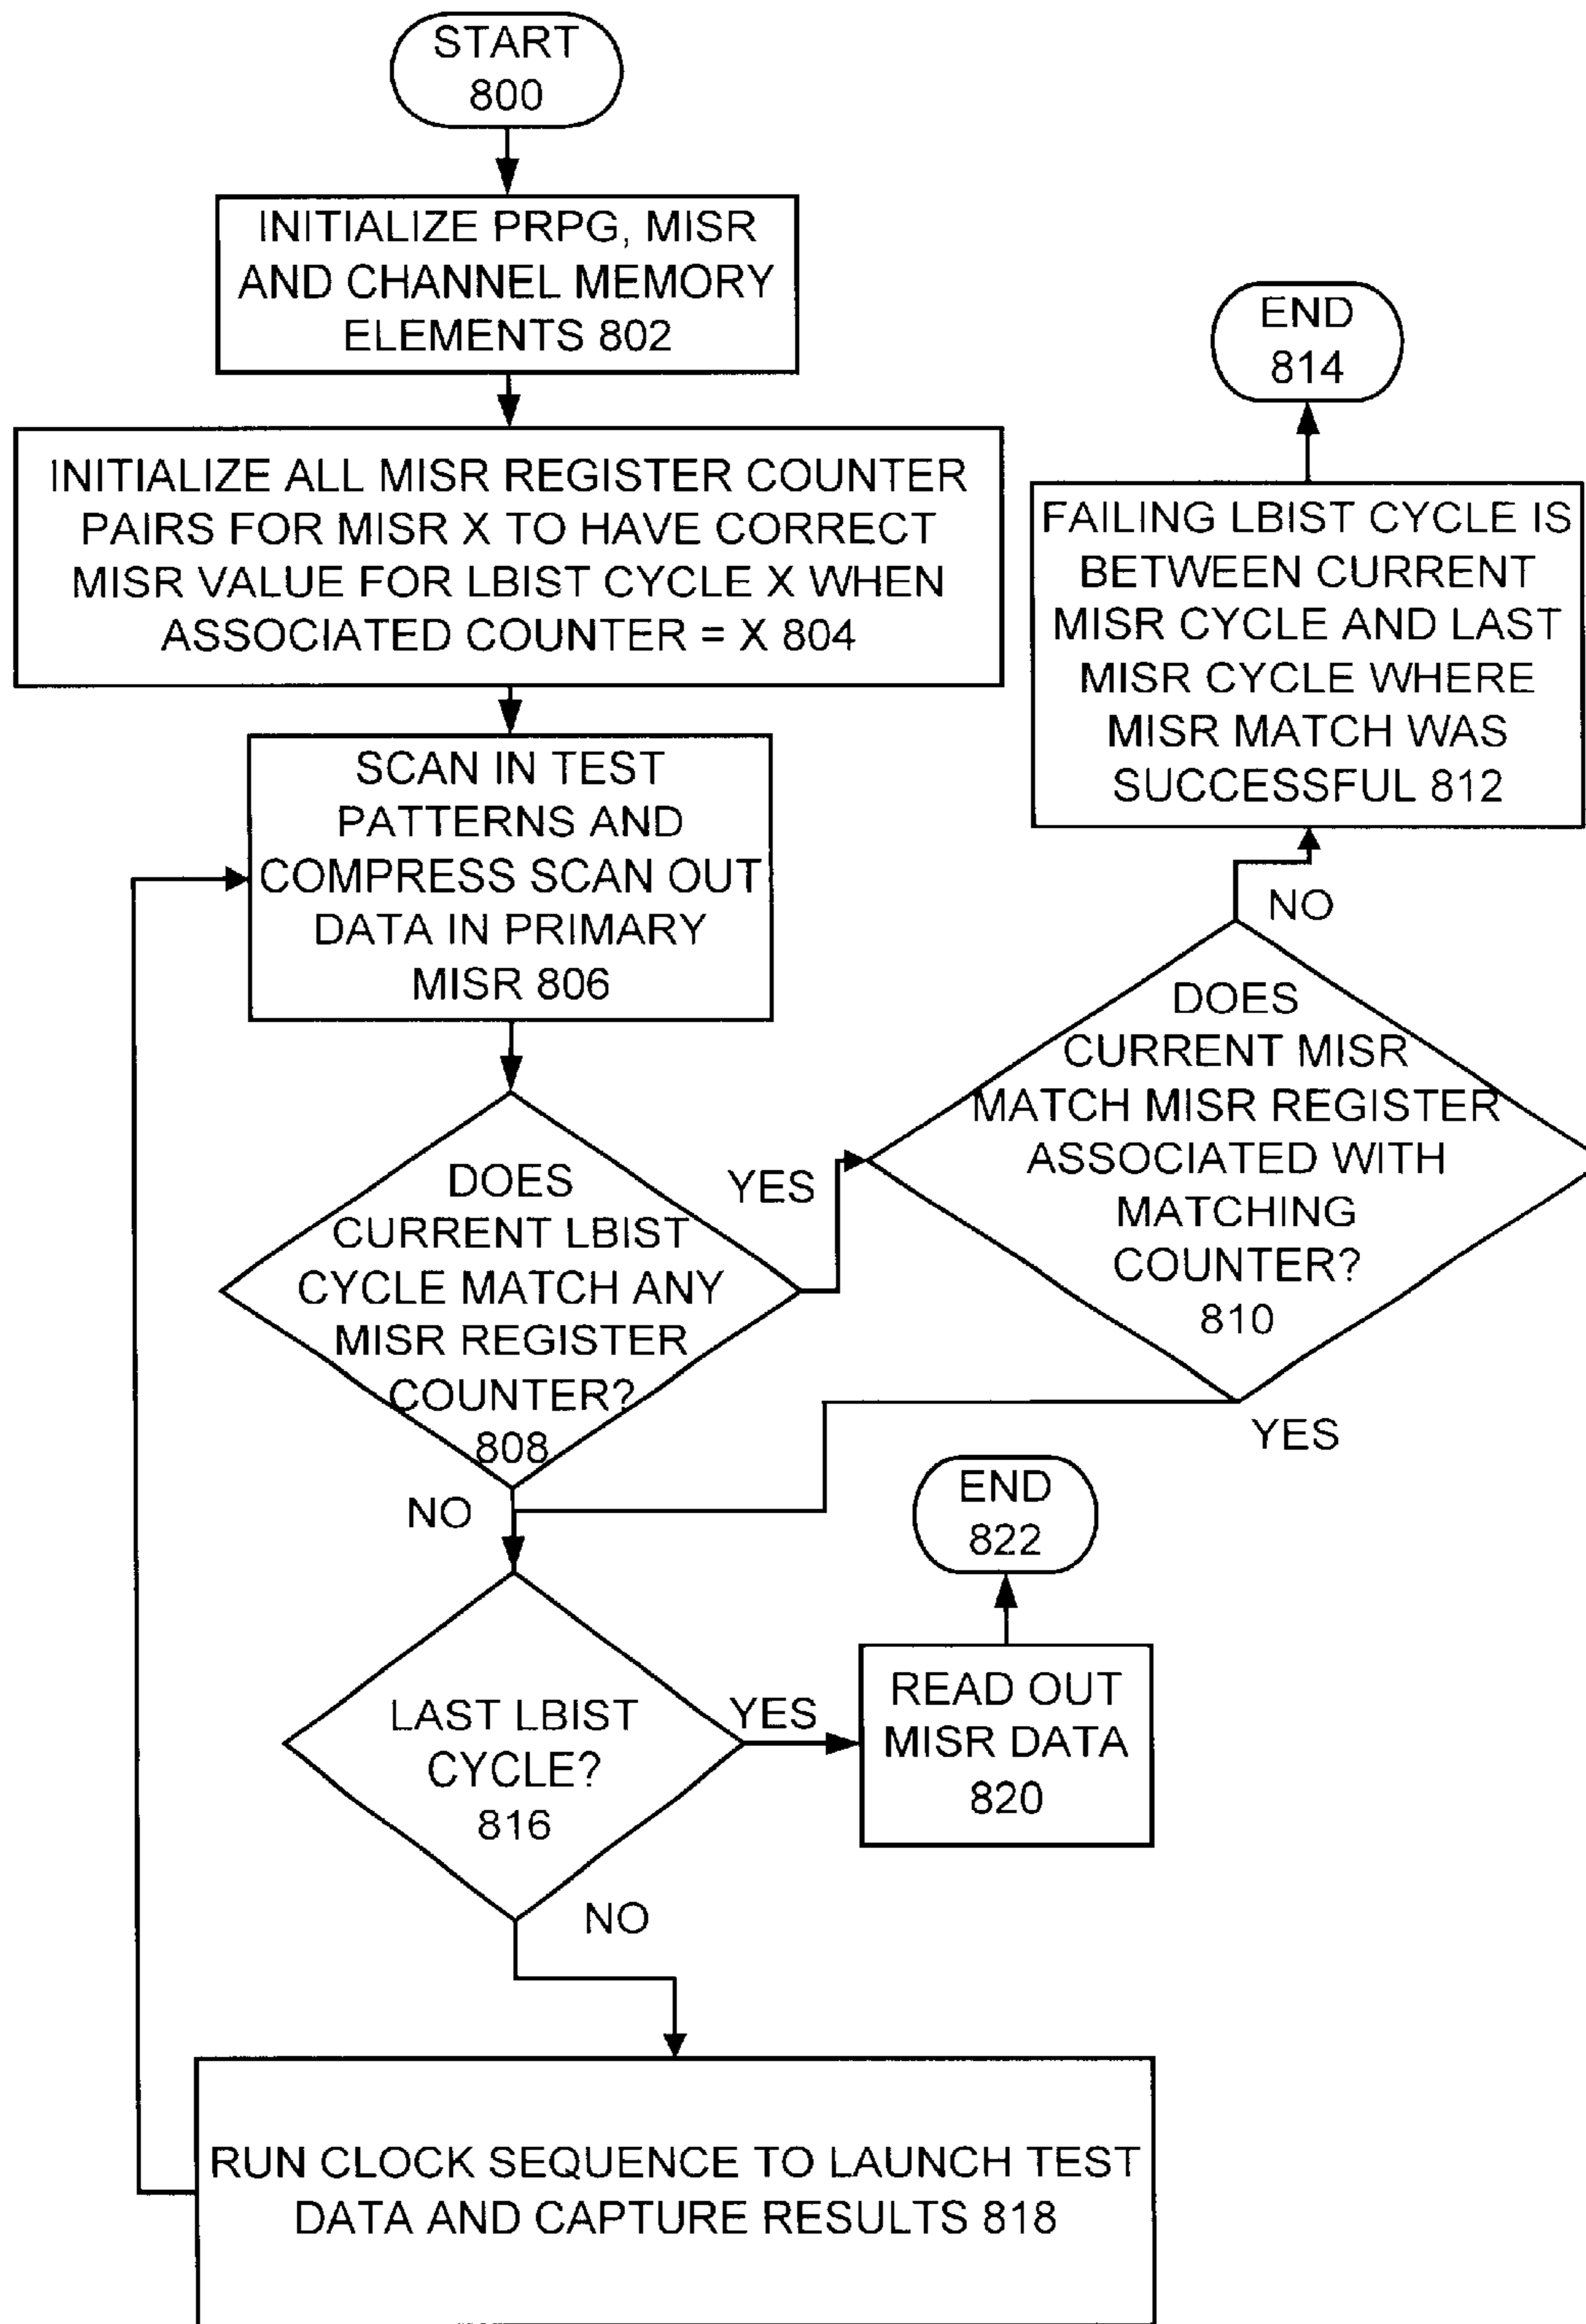 START
800
INITIALIZE PRPG, MISR
AND CHANNEL MEMORY
ELEMENTS 802
INITIALIZE ALL MISR REGISTER COUNTER
PAIRS FOR MISR X TO HAVE CORRECT
MISR VALUE FOR LBIST CYCLE X WHEN
ASSOCIATED COUNTER = X 804
SCAN IN TEST
PATTERNS AND
COMPRESS SCAN OUT
DATA IN PRIMARY
MISR 806
DOES
CURRENT LBIST
CYCLE MATCH ANY
MISR REGISTER
COUNTER?
808
YES
NO
DOES
CURRENT MISR
MATCH MISR REGISTER
ASSOCIATED WITH
MATCHING
COUNTER?
810
NO
YES
FAILING LBIST CYCLE IS
BETWEEN CURRENT
MISR CYCLE AND LAST
MISR CYCLE WHERE
MISR MATCH WAS
SUCCESSFUL 812
END
814
LAST LBIST
CYCLE?
816
YES
NO
READ OUT
MISR DATA
820
END
822
RUN CLOCK SEQUENCE TO LAUNCH TEST
DATA AND CAPTURE RESULTS 818